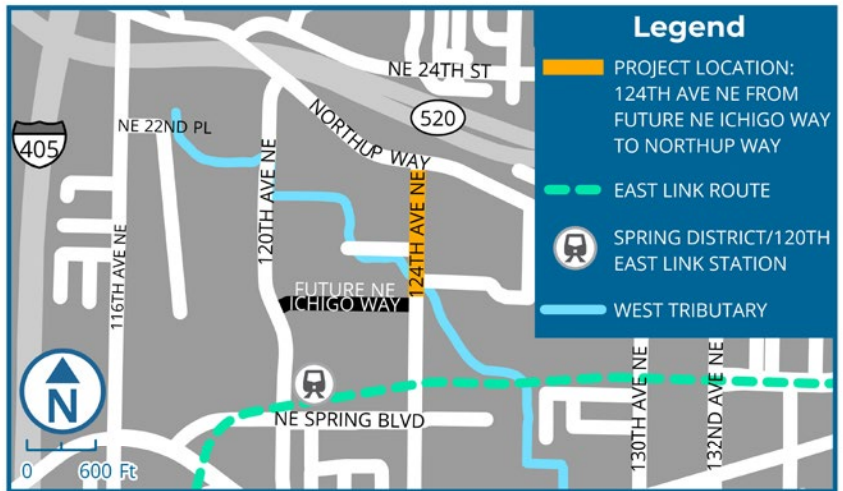 Legend
PROJECT LOCATION:
124TH AVE NE FROM
FUTURE NE ICHIGO WAY
TO NORTHUP WAY
EAST LINK ROUTE
SPRING DISTRICT/120TH
EAST LINK STATION
WEST TRIBUTARY
NE 24TH ST
520
NORTHUP WAY
405
NE 22ND PL
116TH AVE NE
120TH AVE NE
124TH AVE NE
FUTURE NE
ICHIGO WAY
NE SPRING BLVD
130TH AVE NE
132ND AVE NE
N
0 600 Ft